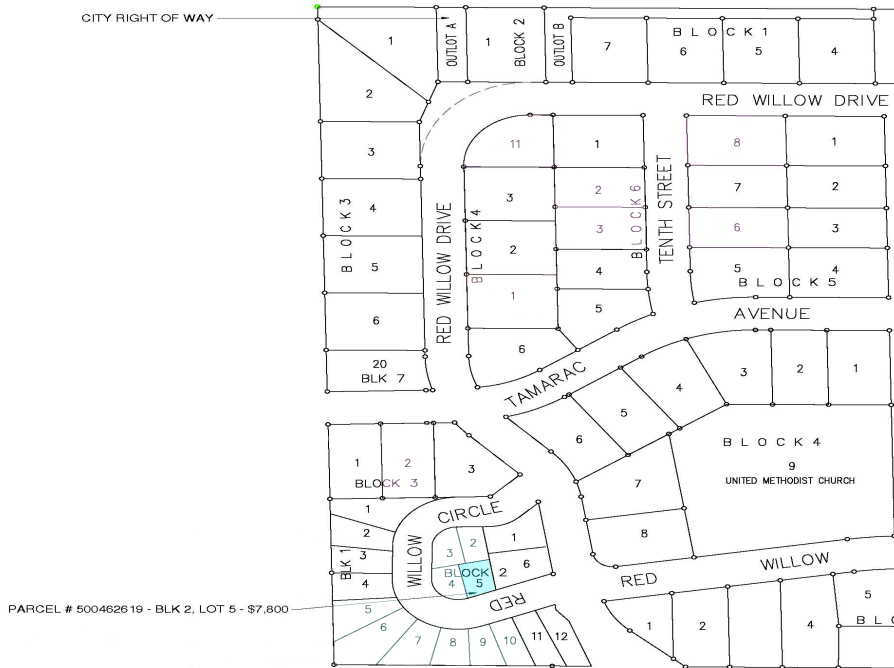 CITY RIGHT OF WAY
1
OUTLOT A
1
BLOCK 2
OUTLOT B
7
BLOCK 1
6
5
4
2
RED WILLOW DRIVE
3
11
1
8
1
TENTH STREET
4
BLOCK 3
RED WILLOW DRIVE
3
BLOCK 4
2
BLOCK 6
7
2
3
6
3
5
2
4
5
4
BLOCK 5
1
5
6
AVENUE
6
20
BLK 7
TAMARAC
3
2
1
4
5
6
BLOCK 4
9
UNITED METHODIST CHURCH
1
2
3
BLOCK 3
7
CIRCLE
1
2
3
4
BLK 1
WILLOW
8
3
2
1
BLOCK
4
5
2
6
RED
WILLOW
RED
PARCEL # 500462619 - BLK 2, LOT 5 - $7,800
5
6
7
8
9
10
11
12
1
2
4
5